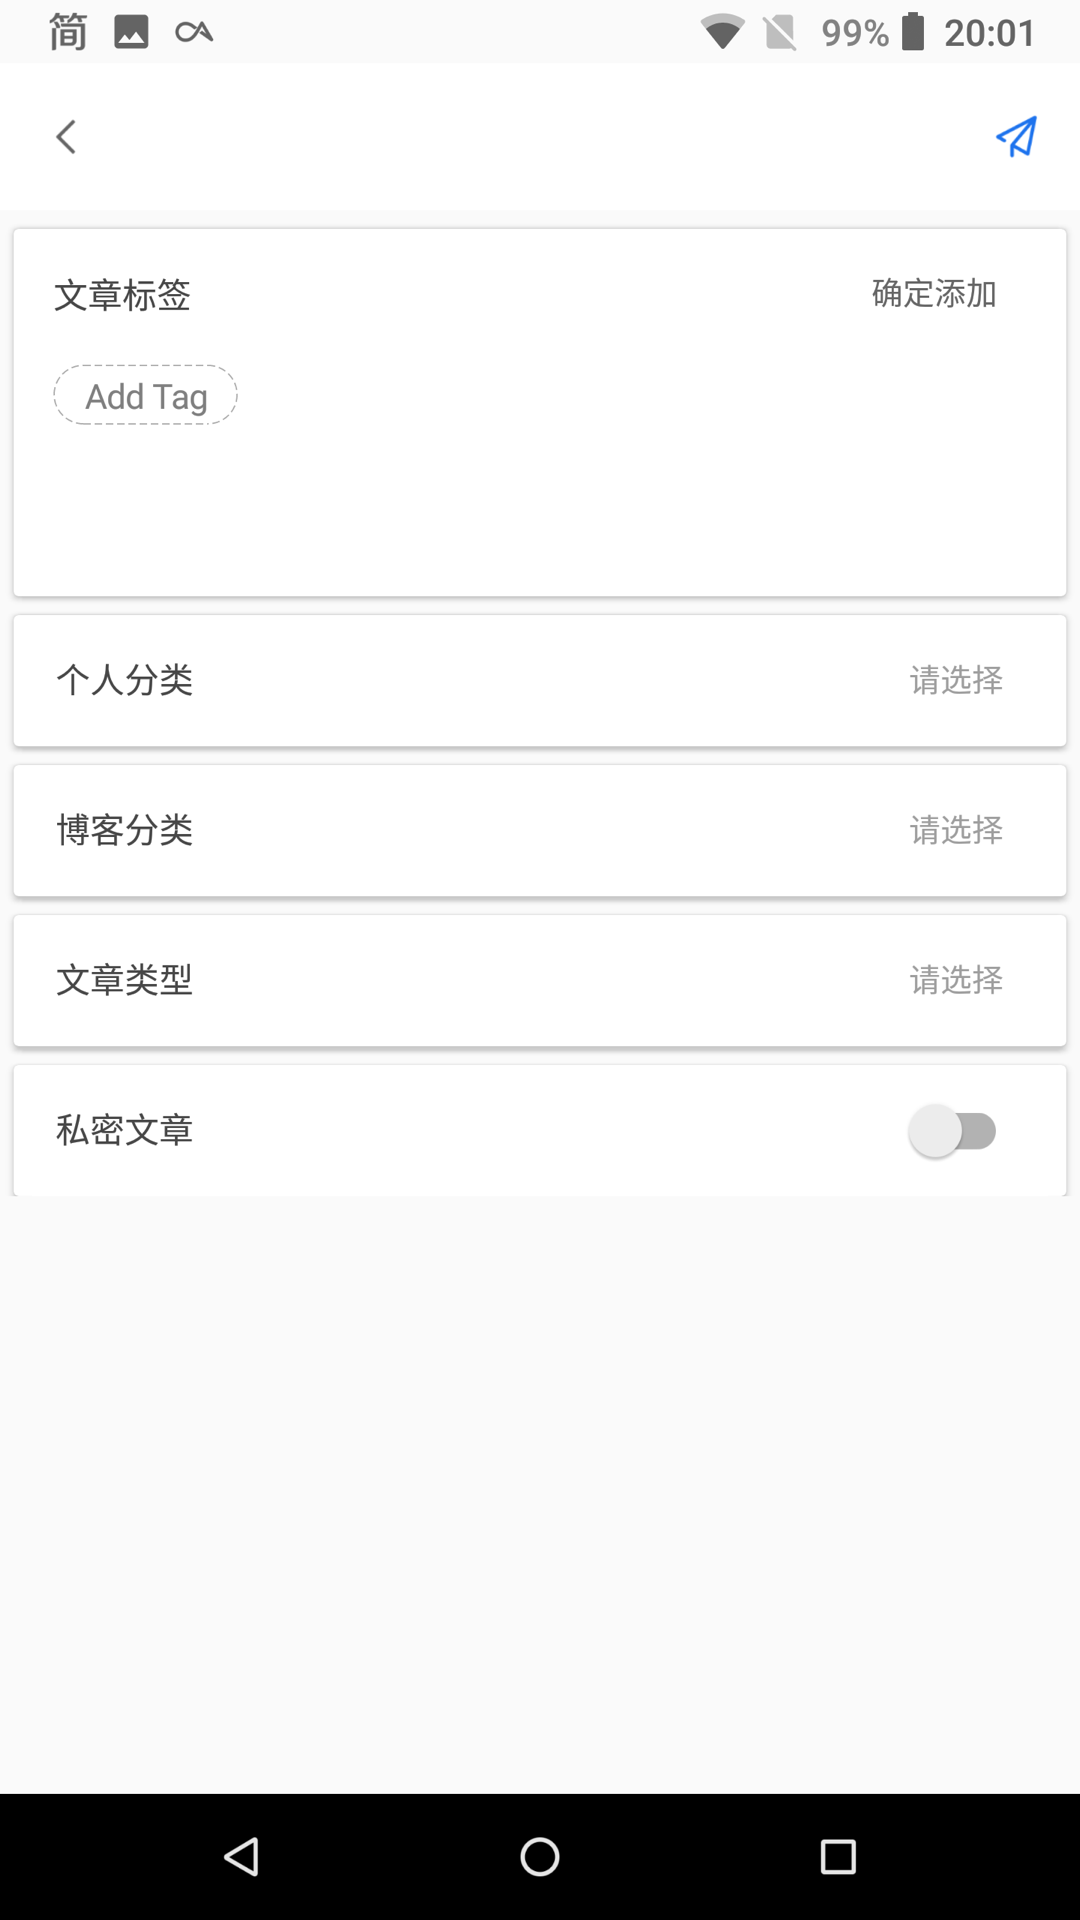 简 99% 20:01
文章标签 确定添加
Add Tag
个人分类 请选择
博客分类 请选择
文章类型 请选择
私密文章